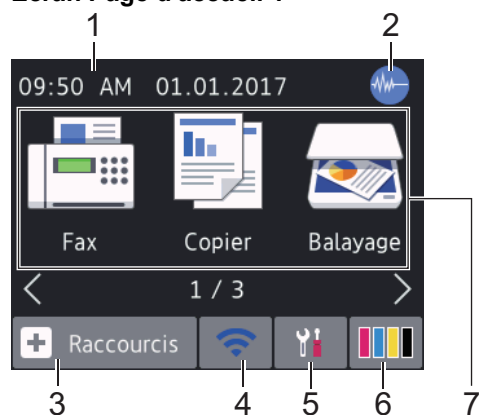 Écran Page d'accueil 1
1 2
09:50 AM 01.01.2017
Fax Copier Balayage
1 / 3
Raccourcis
3 4 5 6 7